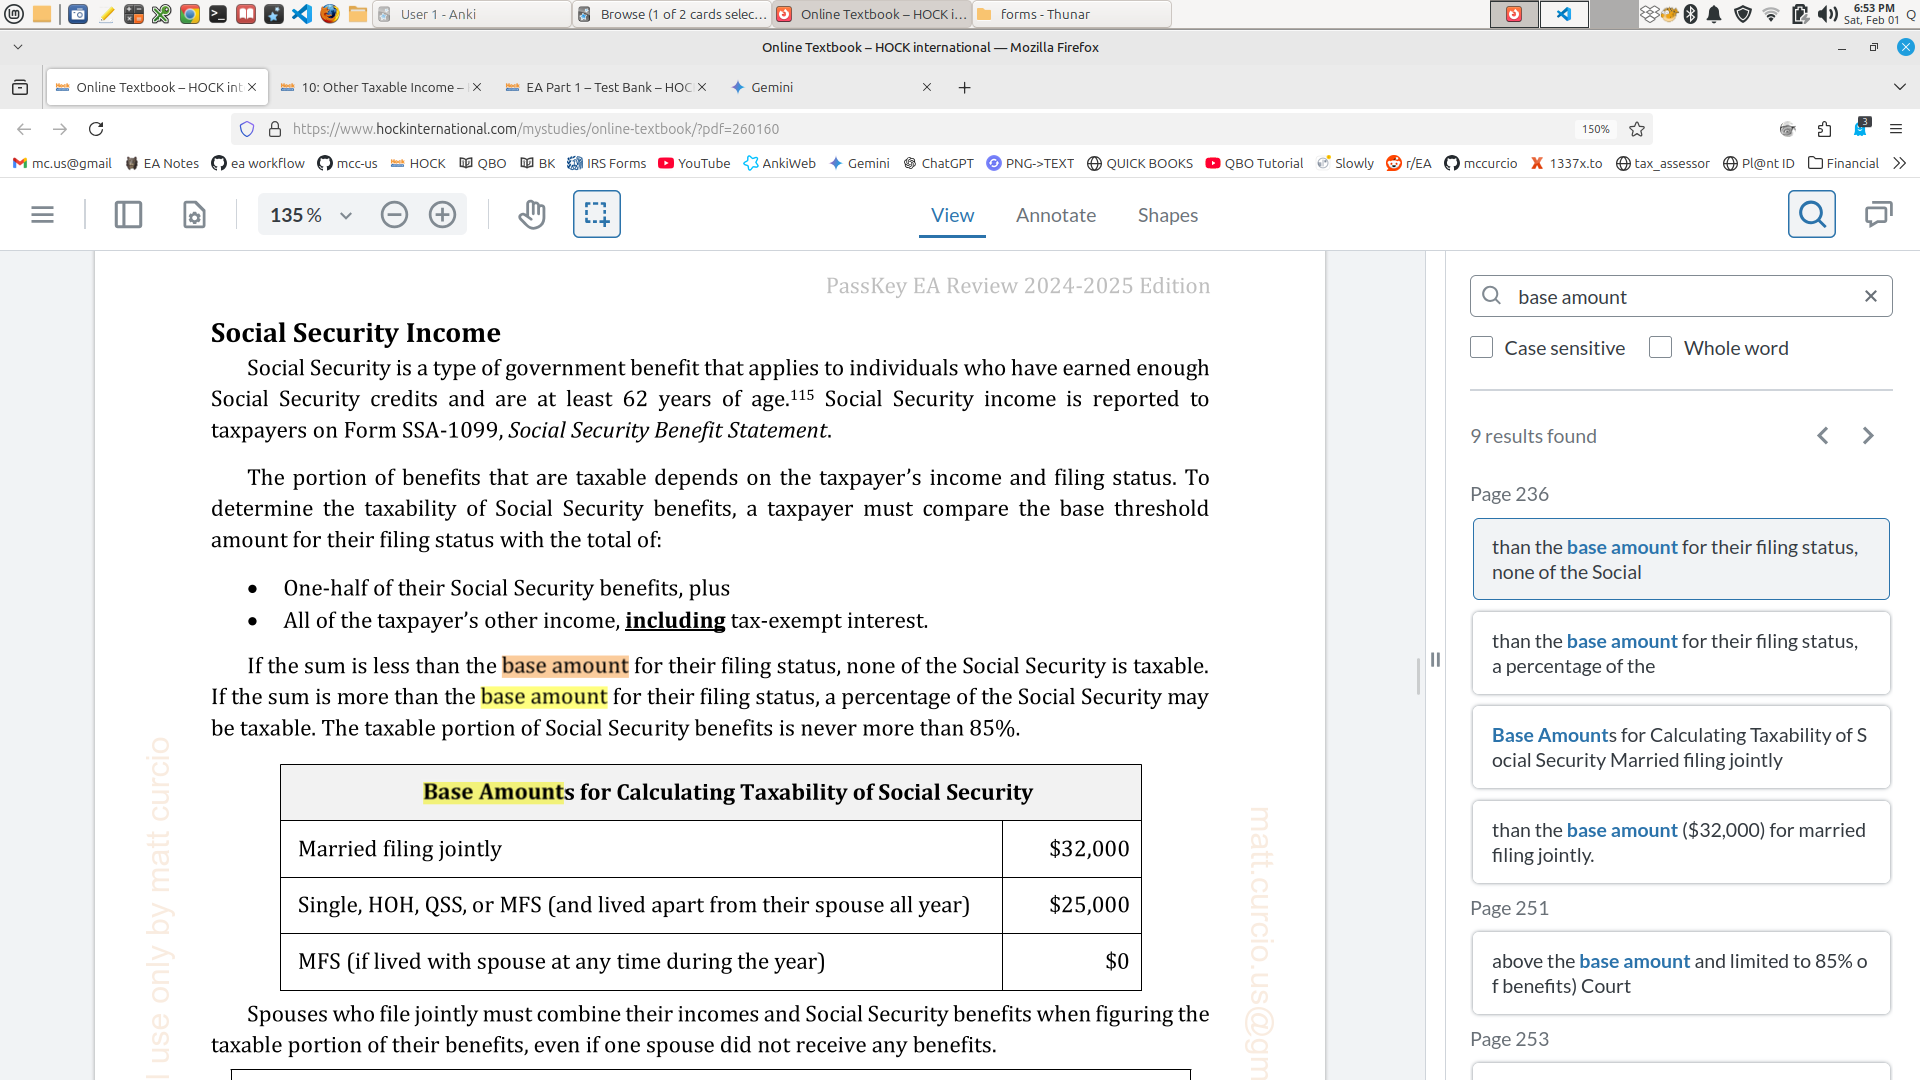 User 1 - Anki
Browse (1 of 2 cards selec...
Online Textbook – HOCK i...
forms - Thunar
6:53 PM
Sat, Feb 01
Online Textbook – HOCK international — Mozilla Firefox
Online Textbook – HOCK int
10: Other Taxable Income –
EA Part 1 – Test Bank – HOC
Gemini
https://www.hockinternational.com/mystudies/online-textbook/?pdf=260160
150%
3
mc.us@gmail
EA Notes
ea workflow
mcc-us
HOCK
QBO
BK
IRS Forms
YouTube
AnkiWeb
Gemini
ChatGPT
PNG->TEXT
QUICK BOOKS
QBO Tutorial
Slowly
r/EA
mccurcio
1337x.to
tax_assessor
Pl@nt ID
Financial
135 %
View
Annotate
Shapes
PassKey EA Review 2024-2025 Edition
Social Security Income
Social Security is a type of government benefit that applies to individuals who have earned enough
Social Security credits and are at least 62 years of age.115 Social Security income is reported to
taxpayers on Form SSA-1099, Social Security Benefit Statement.
The portion of benefits that are taxable depends on the taxpayer’s income and filing status. To
determine the taxability of Social Security benefits, a taxpayer must compare the base threshold
amount for their filing status with the total of:
• One-half of their Social Security benefits, plus
• All of the taxpayer’s other income, including tax-exempt interest.
If the sum is less than the base amount for their filing status, none of the Social Security is taxable.
If the sum is more than the base amount for their filing status, a percentage of the Social Security may
be taxable. The taxable portion of Social Security benefits is never more than 85%.
Base Amounts for Calculating Taxability of Social Security
Married filing jointly $32,000
Single, HOH, QSS, or MFS (and lived apart from their spouse all year) $25,000
MFS (if lived with spouse at any time during the year) $0
Spouses who file jointly must combine their incomes and Social Security benefits when figuring the
taxable portion of their benefits, even if one spouse did not receive any benefits.
l use only by matt curcio
matt.curcio.us@gm
base amount
Case sensitive
Whole word
9 results found
Page 236
than the base amount for their filing status,
none of the Social
than the base amount for their filing status,
a percentage of the
Base Amounts for Calculating Taxability of S
ocial Security Married filing jointly
than the base amount ($32,000) for married
filing jointly.
Page 251
above the base amount and limited to 85% o
f benefits) Court
Page 253